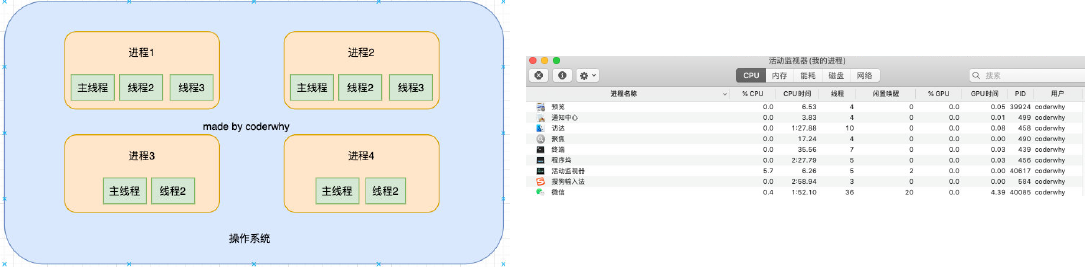 进程1
主线程 线程2 线程3
进程2
主线程 线程2 线程3
made by coderwhy
进程3
主线程 线程2
进程4
主线程 线程2
操作系统
活动监视器 (我的进程)
CPU 内存 能耗 磁盘 网络
搜索
进程名称 % CPU CPU 时间 线程 闲置唤醒 % GPU GPU 时间 PID 用户
预览 0.0 6.53 4 0 0.0 0.05 39924 coderwhy
通知中心 0.0 3.83 4 0 0.0 0.01 499 coderwhy
访达 0.0 1:27.88 10 0 0.0 0.08 458 coderwhy
聚焦 0.0 17.24 4 0 0.0 0.00 490 coderwhy
终端 0.0 35.56 7 0 0.0 0.03 439 coderwhy
程序坞 0.0 2:27.79 5 0 0.0 0.03 456 coderwhy
活动监视器 5.7 6.26 5 2 0.0 0.00 40617 coderwhy
搜狗输入法 0.0 2:58.94 3 0 0.0 0.00 584 coderwhy
微信 0.4 1:52.10 36 20 0.0 4.39 40085 coderwhy